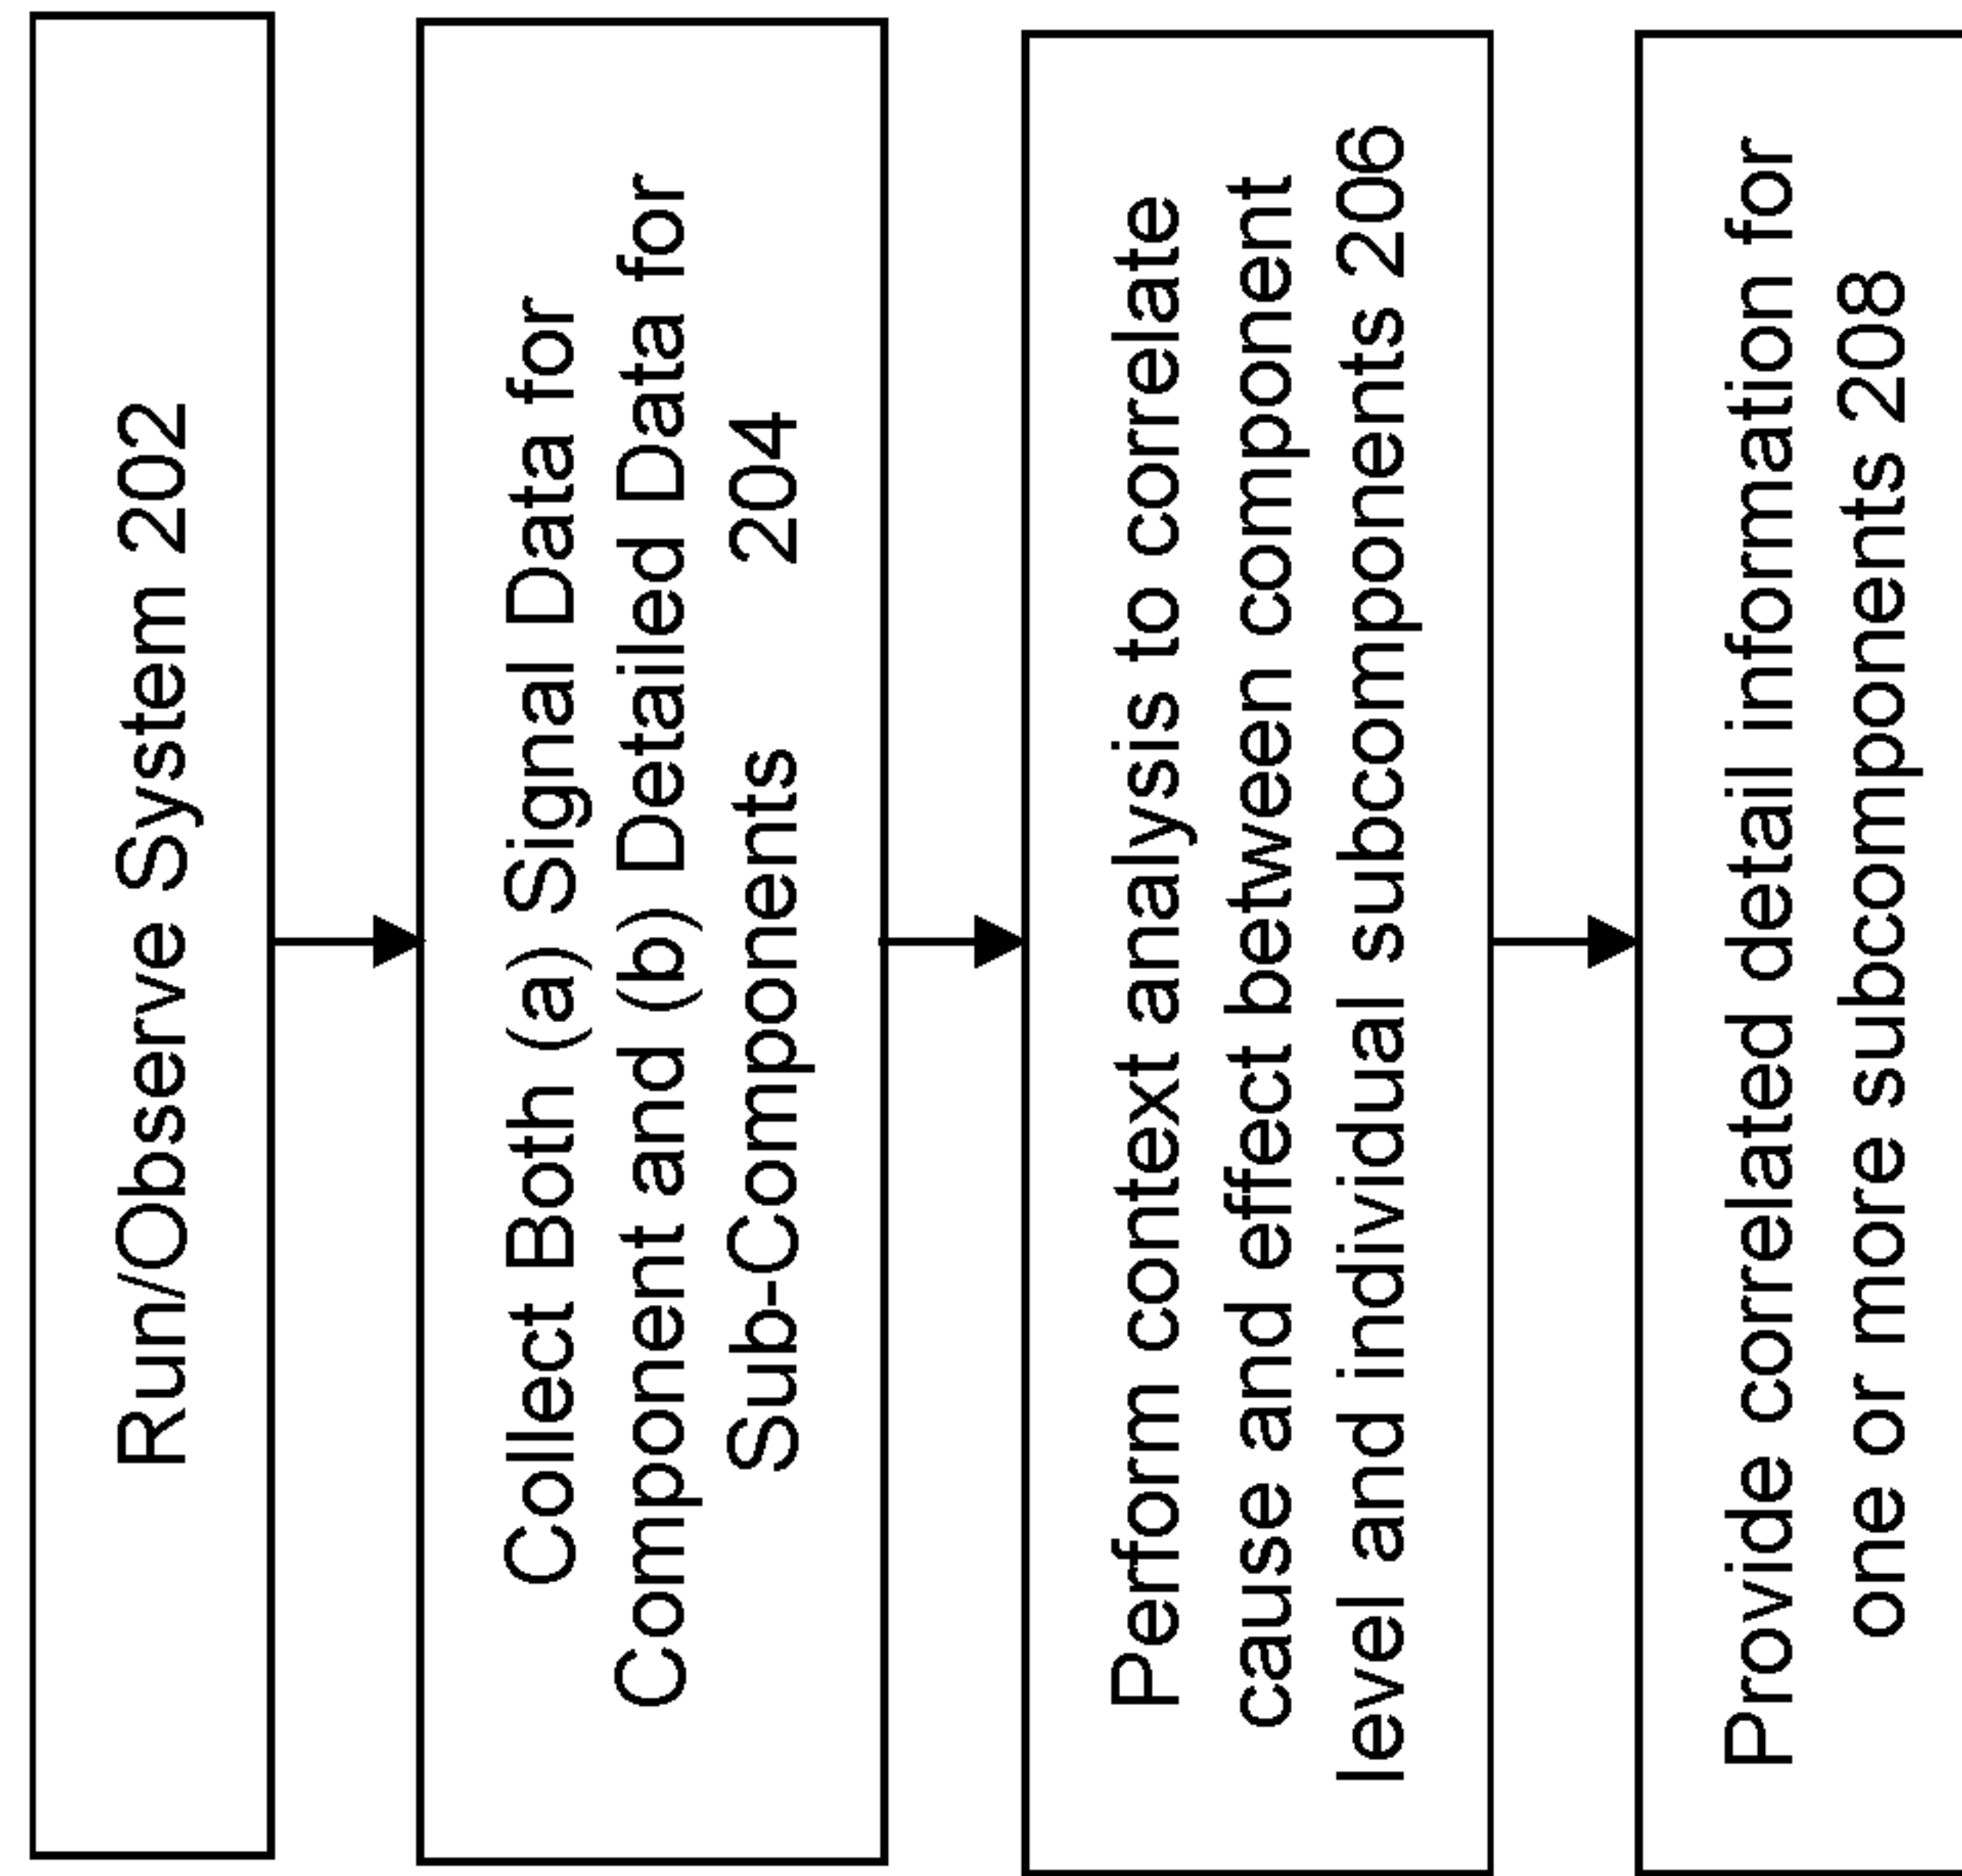 Run/Observe System 202
Collect Both (a) Signal Data for
Component and (b) Detailed Data for
Sub-Components 204
Perform context analysis to correlate
cause and effect between component
level and individual subcomponents 206
Provide correlated detail information for
one or more subcomponents 208